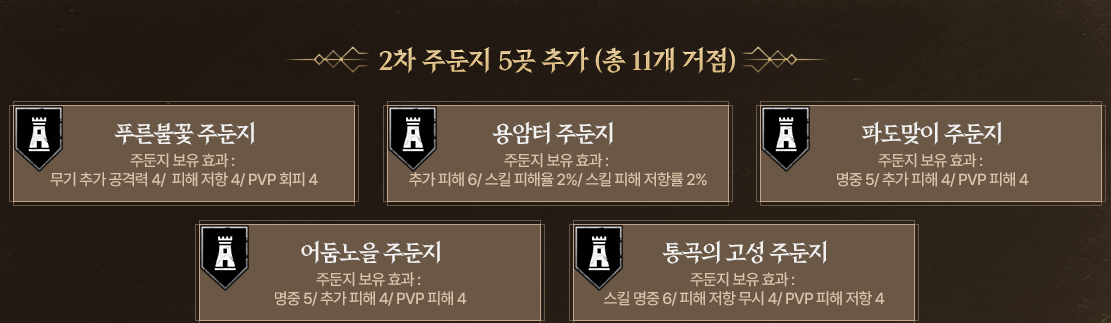 2차 주둔지 5곳 추가 (총 11개 거점)
푸른불꽃 주둔지
주둔지 보유 효과 :
무기 추가 공격력 4/ 피해 저항 4/ PVP 회피 4
용암터 주둔지
주둔지 보유 효과 :
추가 피해 6/ 스킬 피해율 2%/ 스킬 피해 저항률 2%
파도맞이 주둔지
주둔지 보유 효과 :
명중 5/ 추가 피해 4/ PVP 피해 4
어둠노을 주둔지
주둔지 보유 효과 :
명중 5/ 추가 피해 4/ PVP 피해 4
통곡의 고성 주둔지
주둔지 보유 효과 :
스킬 명중 6/ 피해 저항 무시 4/ PVP 피해 저항 4